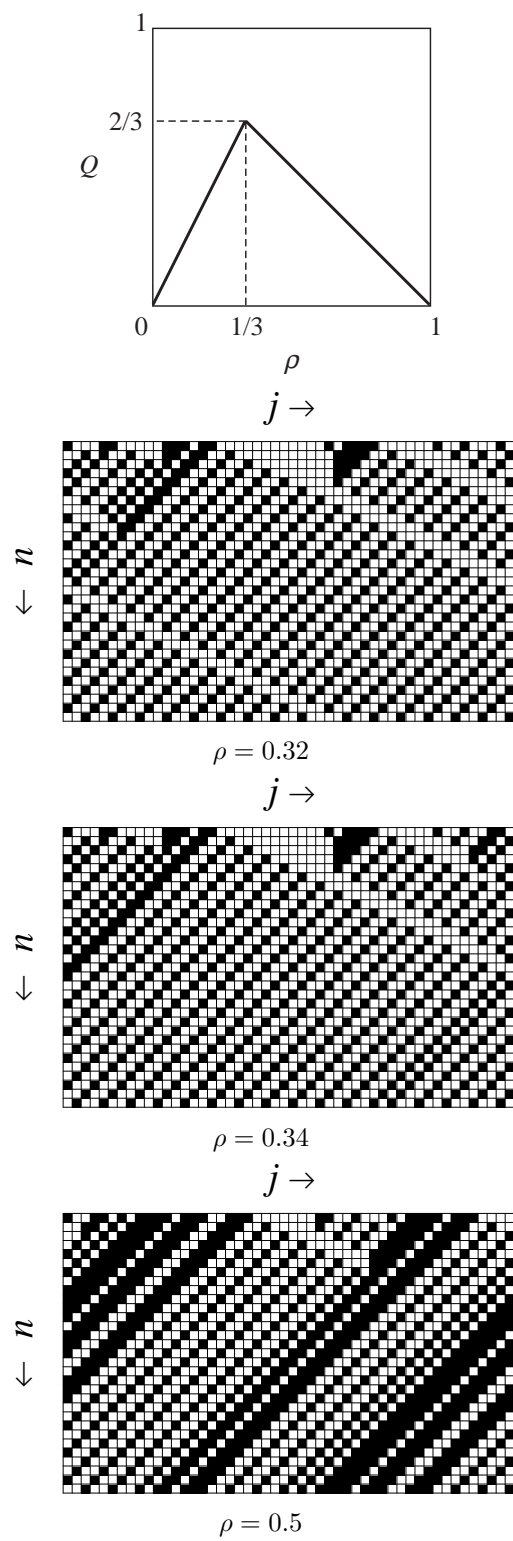 1
2/3
Q
0
1/3
1
ρ
j →
← n
ρ = 0.32
j →
← n
ρ = 0.34
j →
← n
ρ = 0.5